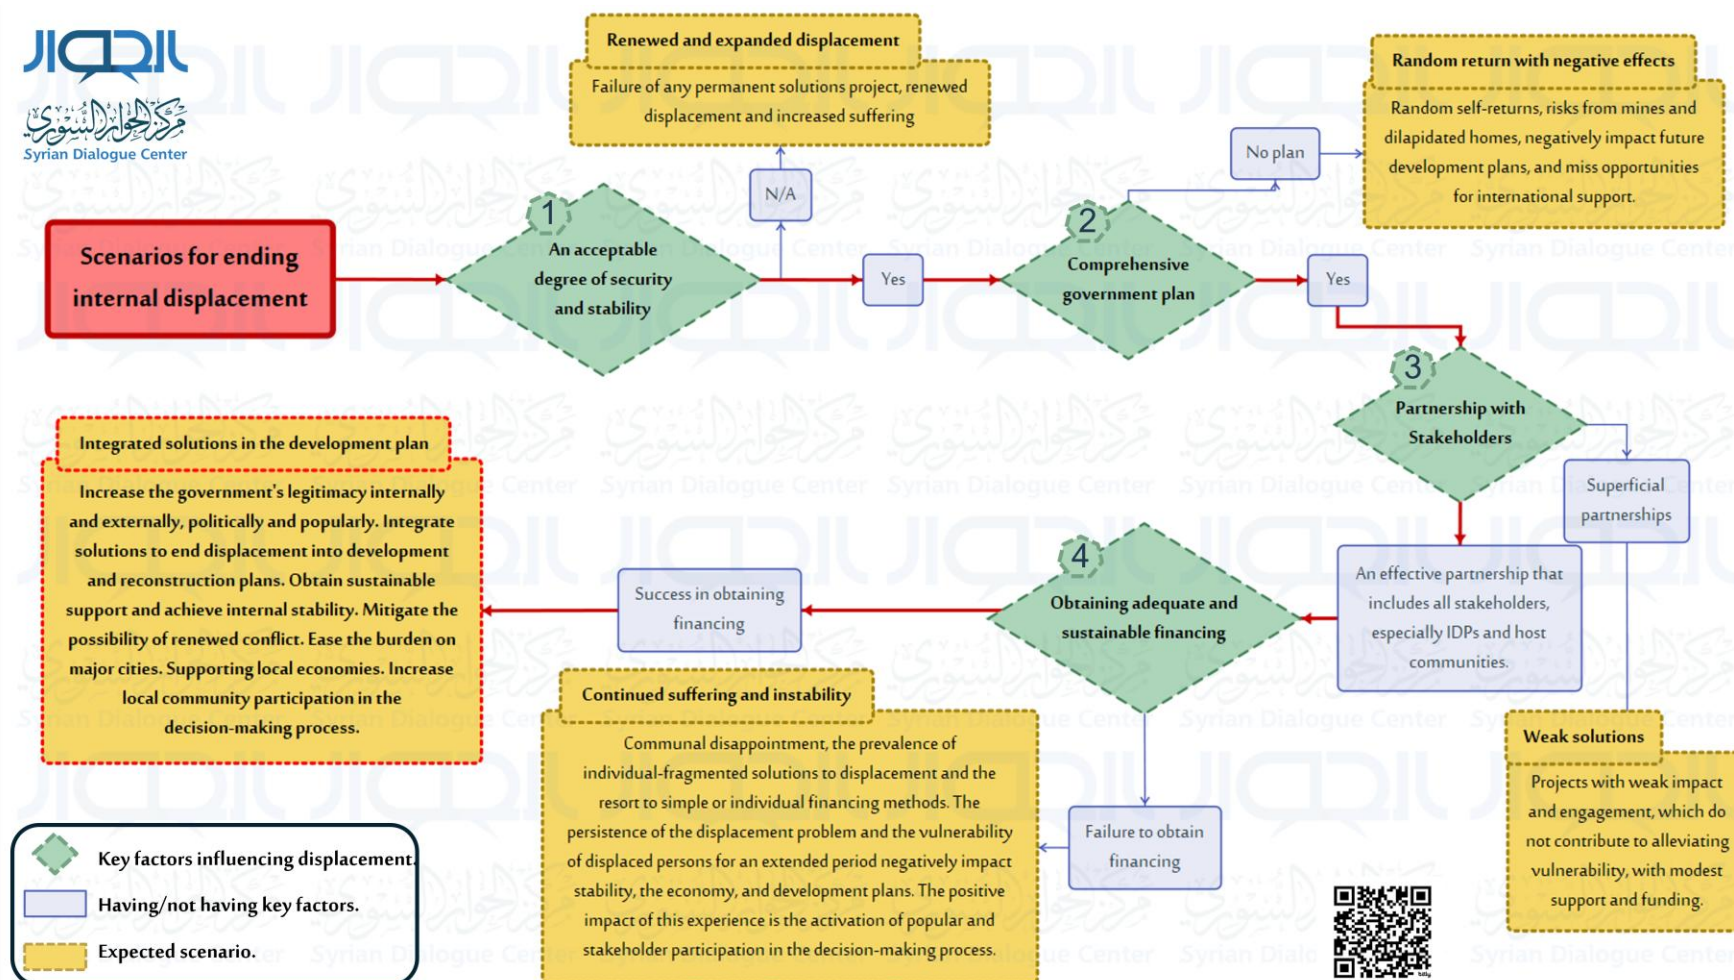 الحوار
مركز الحوار السوري
Syrian Dialogue Center
Renewed and expanded displacement
Failure of any permanent solutions project, renewed
displacement and increased suffering
Random return with negative effects
Random self-returns, risks from mines and
dilapidated homes, negatively impact future
development plans, and miss opportunities
for international support.
No plan
N/A
Scenarios for ending
internal displacement
1
An acceptable
degree of security
and stability
Yes
2
Comprehensive
government plan
Yes
3
Partnership with
Stakeholders
Superficial
partnerships
An effective partnership that
includes all stakeholders,
especially IDPs and host
communities.
4
Obtaining adequate and
sustainable financing
Success in obtaining
financing
Integrated solutions in the development plan
Increase the government's legitimacy internally
and externally, politically and popularly. Integrate
solutions to end displacement into development
and reconstruction plans. Obtain sustainable
support and achieve internal stability. Mitigate the
possibility of renewed conflict. Ease the burden on
major cities. Supporting local economies. Increase
local community participation in the
decision-making process.
Continued suffering and instability
Communal disappointment, the prevalence of
individual-fragmented solutions to displacement and the
resort to simple or individual financing methods. The
persistence of the displacement problem and the vulnerability
of displaced persons for an extended period negatively impact
stability, the economy, and development plans. The positive
impact of this experience is the activation of popular and
stakeholder participation in the decision-making process.
Failure to obtain
financing
Weak solutions
Projects with weak impact
and engagement, which do
not contribute to alleviating
vulnerability, with modest
support and funding.
Key factors influencing displacement.
Having/not having key factors.
Expected scenario.